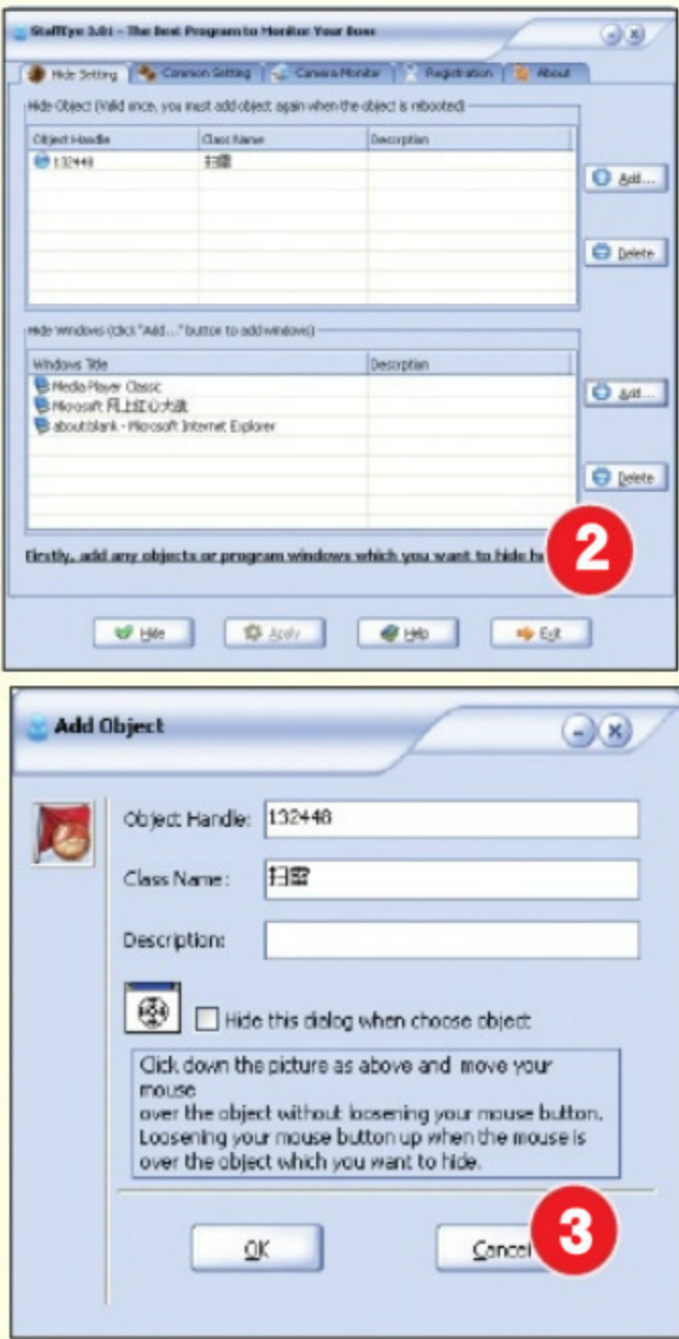 StaffEye 3.01 - The Best Program to Monitor Your Boss
Hide Setting
Common Setting
Camera Monitor
Registration
About
Hide Object (Valid once, you must add object again when the object is rebooted)
Object Handle
Class Name
Description
132448
扫雷
Add...
Delete
Hide Windows (Click "Add..." button to add windows)
Windows Title
Description
Media Player Classic
Microsoft 网上红心大战
about:blank - Microsoft Internet Explorer
Add...
Delete
Firstly, add any objects or program windows which you want to hide
2
Hide
Apply
Help
Exit
Add Object
Object Handle: 132448
Class Name: 扫雷
Description:
Hide this dialog when choose object
Click down the picture as above and move your
mouse
over the object without loosening your mouse button.
Loosening your mouse button up when the mouse is
over the object which you want to hide.
OK
Cancel
3